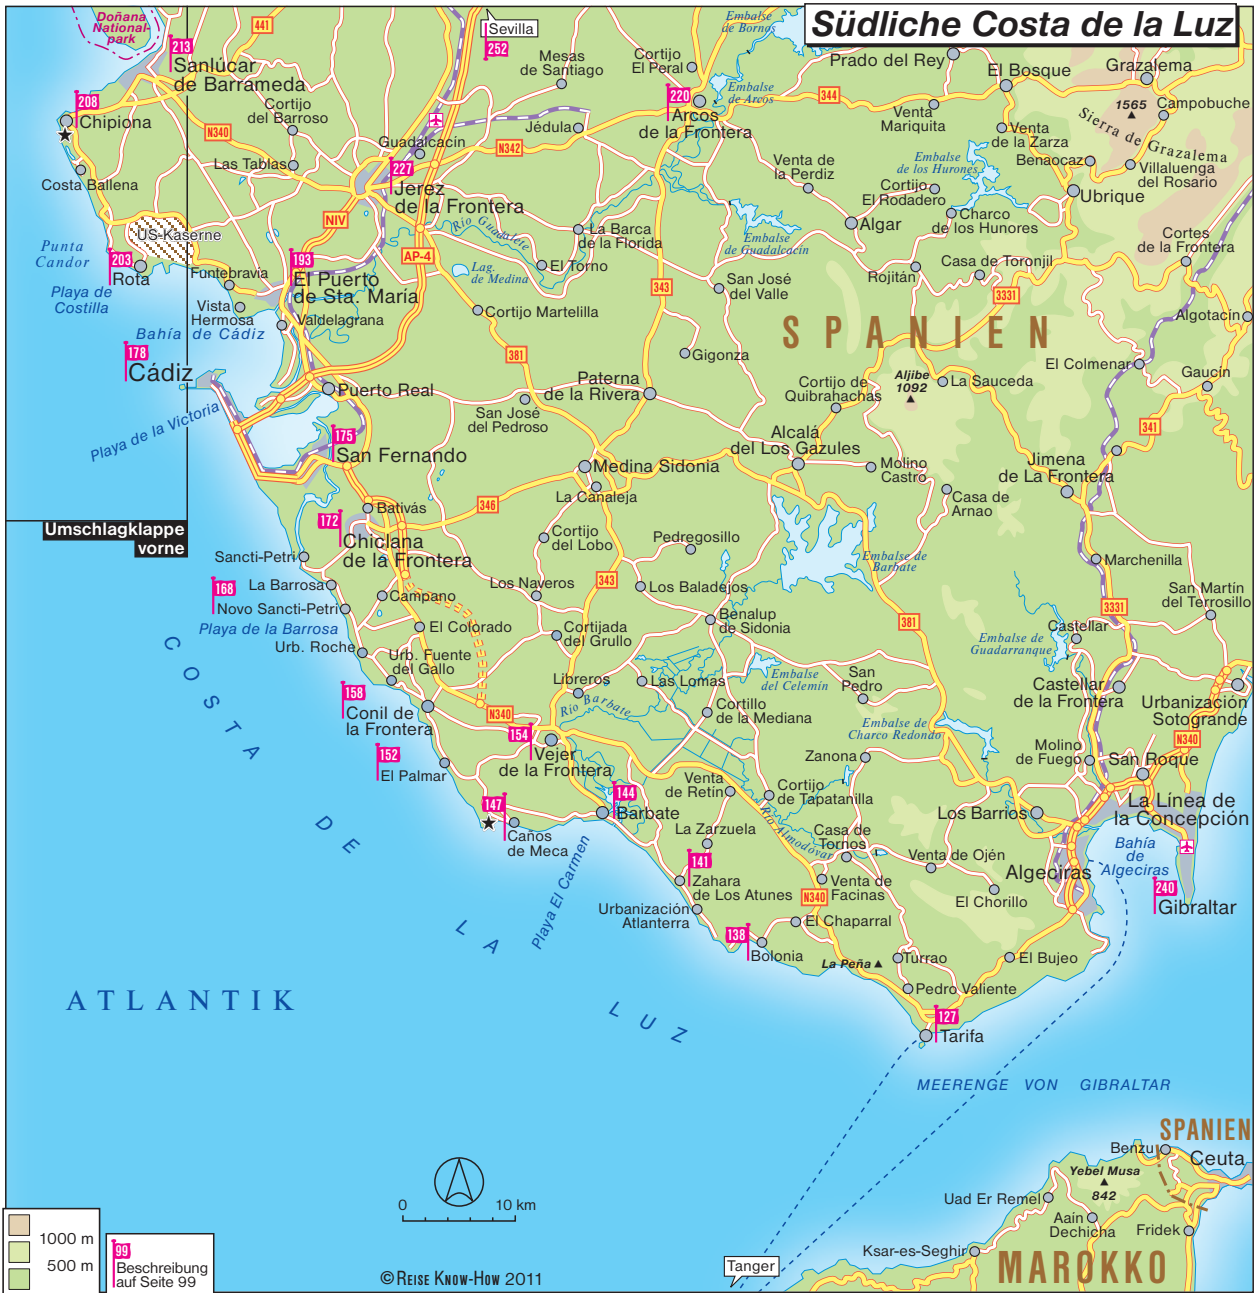 Südliche Costa de la Luz
Doñana
National-
park
441
Sevilla
252
213
Sanlúcar
de Barrameda
Mesas
de Santiago
Cortijo
El Peral
Embalse
de Bornos
Prado del Rey
El Bosque
Grazalema
208
Chipiona
Cortijo
del Barroso
N340
Guadalcacín
Jédula
N342
220
Arcos
de la Frontera
Embalse
de Arcos
344
Venta
Mariquita
Venta
de la Zarza
1565
Campobuche
Sierra de Grazalema
Costa Ballena
Las Tablas
227
Jerez
de la Frontera
Venta de
la Perdiz
Embalse
de los Hurones
Benaocaz
Villaluenga
del Rosario
Cortijo
El Rodadero
Ubrique
NIV
Río Guadalete
La Barca
de la Florida
Embalse
de Guadalcacín
Algar
Charco
de los Hunores
Cortes
de la Frontera
Punta
Candor
US-Kaserne
203
Rota
Playa de
Costilla
Funtebravía
193
El Puerto
de Sta. María
AP-4
Lag.
de Medina
El Torno
343
San José
del Valle
Rojitán
Casa de Toronjil
3331
Vista
Hermosa
Valdelagrana
Bahía de Cádiz
Cortijo Martelilla
Algotacín
SPANIEN
178
Cádiz
381
Gigonza
El Colmenar
Gaucín
Puerto Real
Paterna
de la Rivera
Cortijo de
Quibrahachas
Aljibe
1092
La Sauceda
Playa de la Victoria
San José
del Pedroso
341
175
San Fernando
Medina Sidonia
La Canaleja
Alcalá
del Los Gazules
Molino
Castro
Jimena
de La Frontera
Casa de
Arnao
346
Bativás
Umschlagklappe
vorne
172
Chiclana
de la Frontera
Cortijo
del Lobo
Pedregosillo
Embalse de
Barbate
Marchenilla
Sancti-Petri
La Barrosa
168
Novo Sancti-Petri
Playa de la Barrosa
Urb. Roche
Campano
Los Naveros
343
Los Baladejos
San Martín
del Terrosillo
3331
El Colorado
Cortijada
del Grullo
Benalup
de Sidonia
381
Castellar
Embalse de
Guadarranque
Urb. Fuente
del Gallo
Libreros
Las Lomas
Embalse
del Celemín
San
Pedro
Castellar
de la Frontera
Urbanización
Sotogrande
158
Conil de
la Frontera
N340
Río Barbate
Cortillo
de la Mediana
Embalse de
Charco Redondo
N340
154
Vejer
de la Frontera
152
El Palmar
Zanona
Molino
de Fuego
San Roque
Venta
de Retín
Cortijo
de Tapatanilla
147
Caños
de Meca
144
Barbate
Los Barrios
La Línea de
la Concepción
La Zarzuela
Río Almodóvar
Casa de
Tornos
Bahía
de
Algeciras
141
Zahara
de Los Atunes
Venta de Ojén
Algeciras
Venta de
Facinas
N340
El Chorillo
240
Gibraltar
Playa El Carmen
Urbanización
Atlanterra
El Chaparral
138
Bolonia
La Peña
Turrao
El Bujeo
Pedro Valiente
127
Tarifa
COSTA DE LA LUZ
ATLANTIK
MEERENGE VON GIBRALTAR
SPANIEN
Benzu
Ceuta
Yebel Musa
842
Uad Er Remel
Aain
Dechicha
Fridek
Ksar-es-Seghir
MAROKKO
Tanger
0 10 km
1000 m
500 m
99
Beschreibung
auf Seite 99
© REISE KNOW-HOW 2011